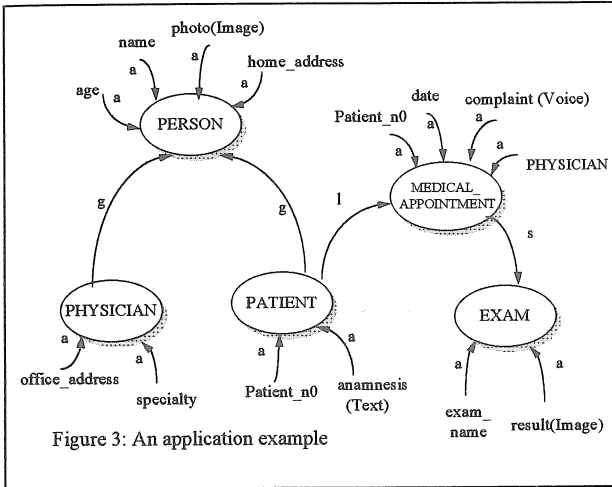 photo(Image)
name
a
a
home_address
a
age
a
PERSON
date
complaint (Voice)
Patient_n0
a
a
a
a
PHYSICIAN
MEDICAL_
APPOINTMENT
g
g
l
s
PHYSICIAN
PATIENT
EXAM
a
a
office_address
specialty
a
a
Patient_n0
anamnesis
(Text)
a
a
exam_
name
result(Image)
Figure 3: An application example